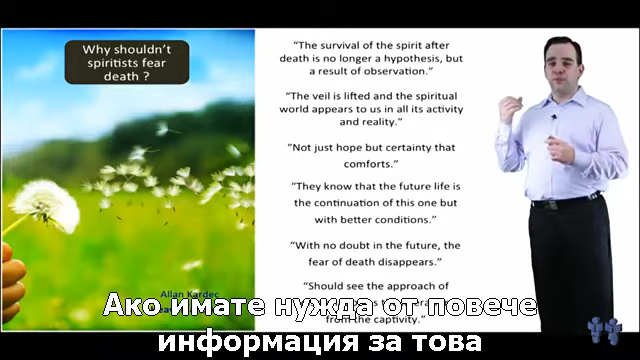 Why shouldn't
spiritists fear
death ?
"The survival of the spirit after
death is no longer a hypothesis, but
a result of observation."
"The veil is lifted and the spiritual
world appears to us in all its activity
and reality."
"Not just hope but certainty that
comforts."
"They know that the future life is
the continuation of this one but
with better conditions."
"With no doubt in the future, the
fear of death disappears."
"Should see the approach of
from the captivity."
Allan Kardec
Ако имате нужда от повече
информация за това